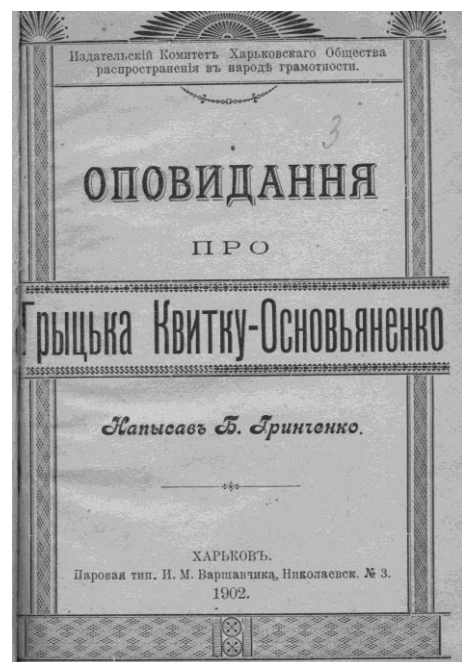 Издательскій Комитетъ Харьковскаго Общества
распространенія въ народѣ грамотности.
3
ОПОВИДАННЯ
ПРО
Грыцька Квитку-Основьяненко
Написавъ Б. Гринченко.
ХАРЬКОВЪ.
Паровая тип. И. М. Варшавчика, Николаевск. № 3.
1902.